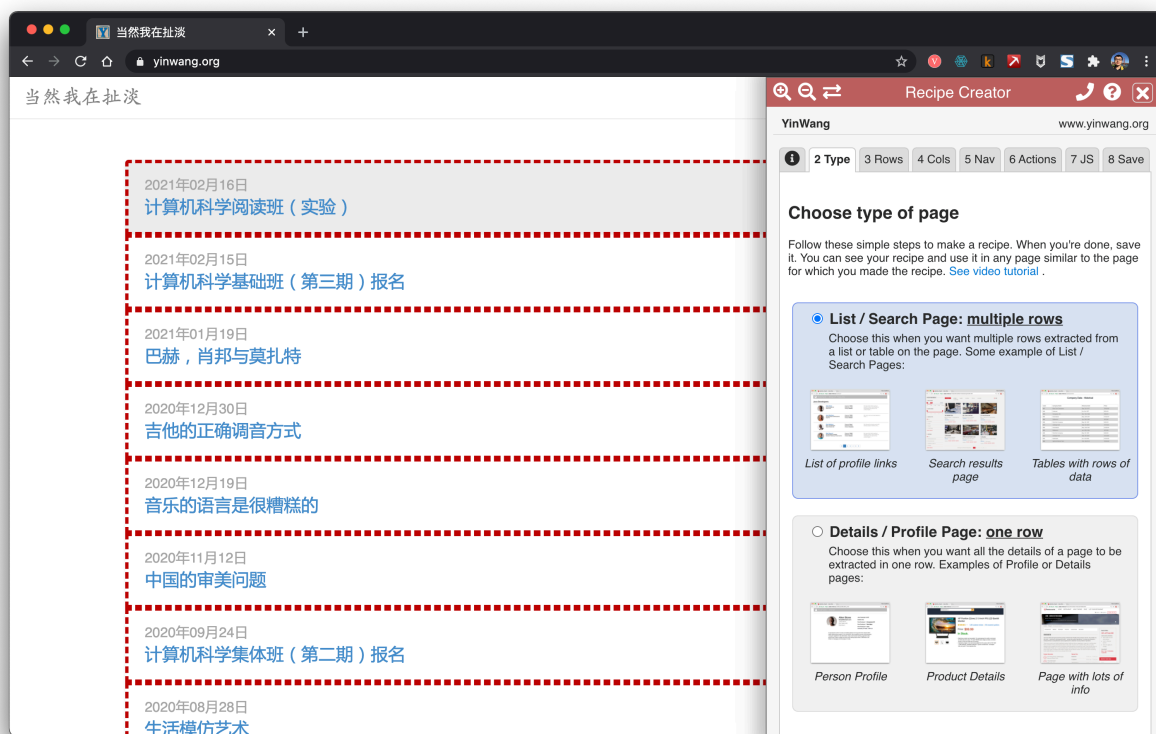 当然我在扯淡
yinwang.org
当然我在扯淡
2021年02月16日
计算机科学阅读班（实验）
2021年02月15日
计算机科学基础班（第三期）报名
2021年01月19日
巴赫，肖邦与莫扎特
2020年12月30日
吉他的正确调音方式
2020年12月19日
音乐的语言是很糟糕的
2020年11月12日
中国的审美问题
2020年09月24日
计算机科学集体班（第二期）报名
2020年08月28日
生活模仿艺术
Recipe Creator
YinWang www.yinwang.org
2 Type 3 Rows 4 Cols 5 Nav 6 Actions 7 JS 8 Save
Choose type of page
Follow these simple steps to make a recipe. When you're done, save
it. You can see your recipe and use it in any page similar to the page
for which you made the recipe. See video tutorial .
List / Search Page: multiple rows
Choose this when you want multiple rows extracted from
a list or table on the page. Some example of List /
Search Pages:
List of profile links
Search results
page
Tables with rows of
data
Details / Profile Page: one row
Choose this when you want all the details of a page to be
extracted in one row. Examples of Profile or Details
pages:
Person Profile
Product Details
Page with lots of
info